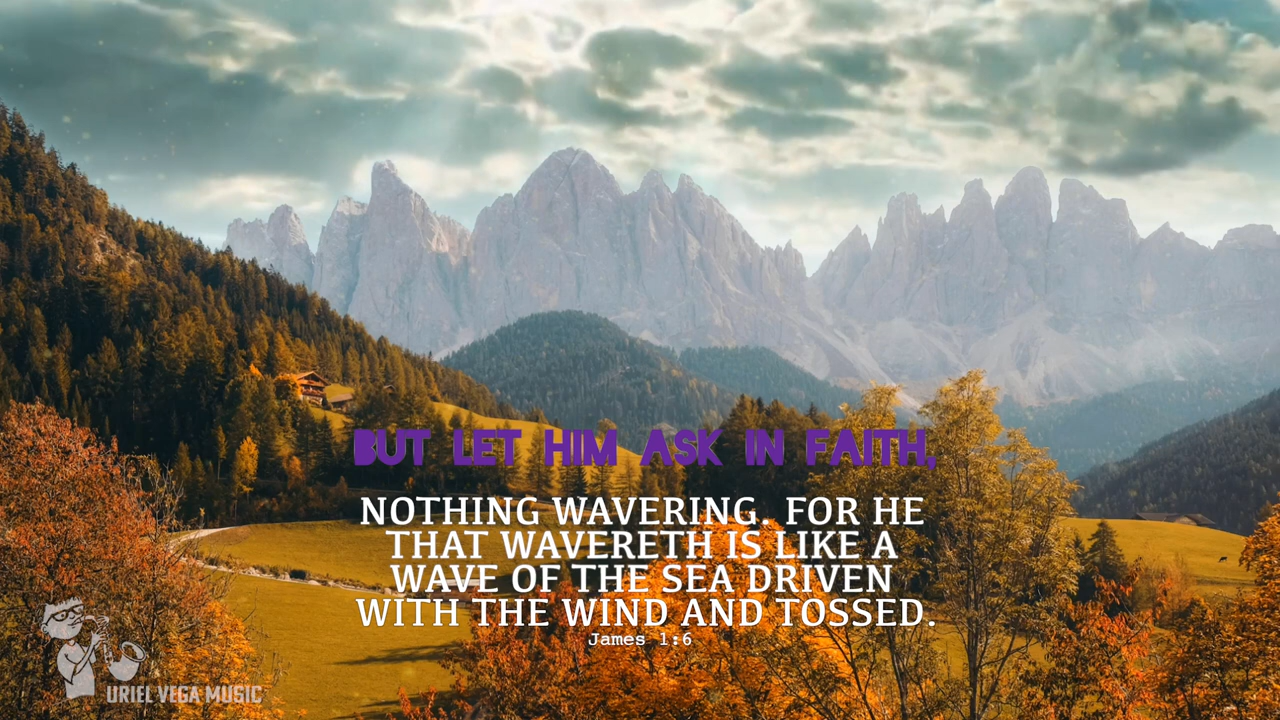 BUT LET HIM ASK IN FAITH,
NOTHING WAVERING. FOR HE
THAT WAVERETH IS LIKE A
WAVE OF THE SEA DRIVEN
WITH THE WIND AND TOSSED.
James 1:6
URIEL VEGA MUSIC